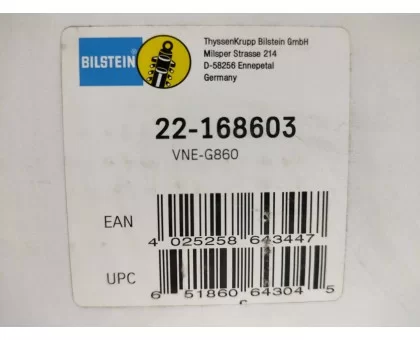 BILSTEIN
ThyssenKrupp Bilstein GmbH
Milsper Strasse 214
D-58256 Ennepetal
Germany
22-168603
VNE-G860
EAN
4 025258 643447
UPC
6 51860 64304 5